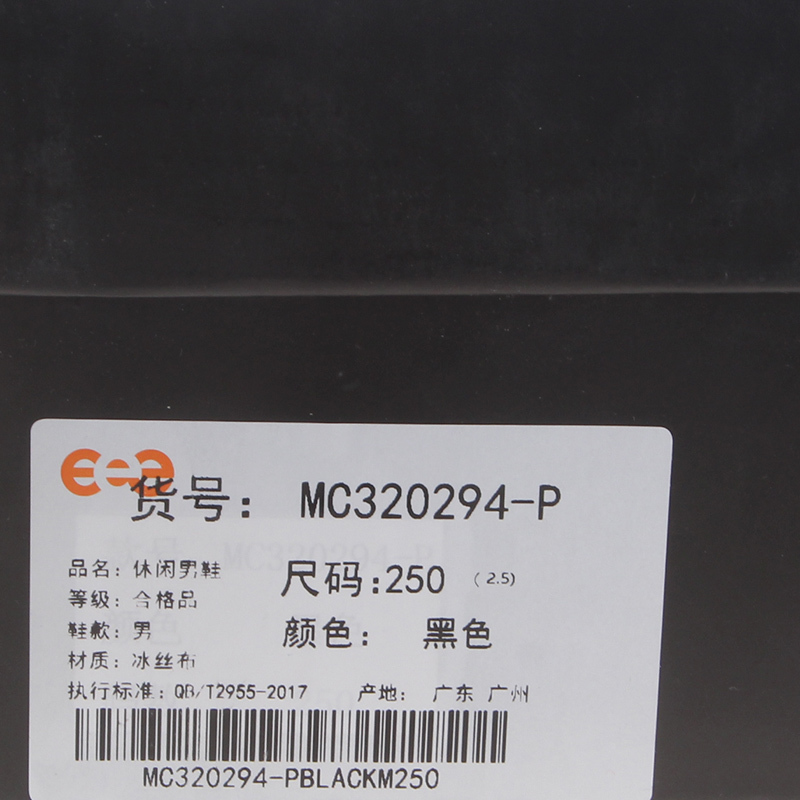 货号: MC320294-P
品名: 休闲男鞋
尺码:250 (2.5)
等级: 合格品
鞋款: 男
颜色: 黑色
材质: 冰丝布
执行标准: QB/T2955-2017 产地: 广东 广州
MC320294-PBLACKM250